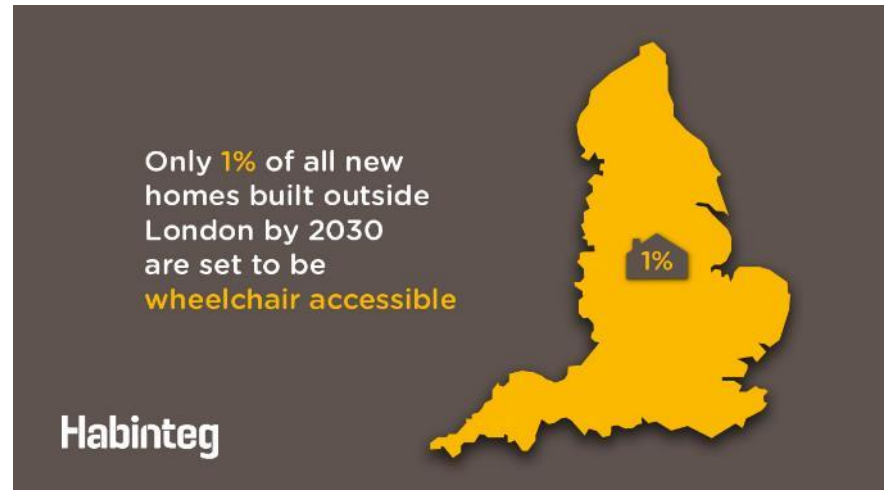 Only 1% of all new
homes built outside
London by 2030
are set to be
wheelchair accessible
1%
Habinteg